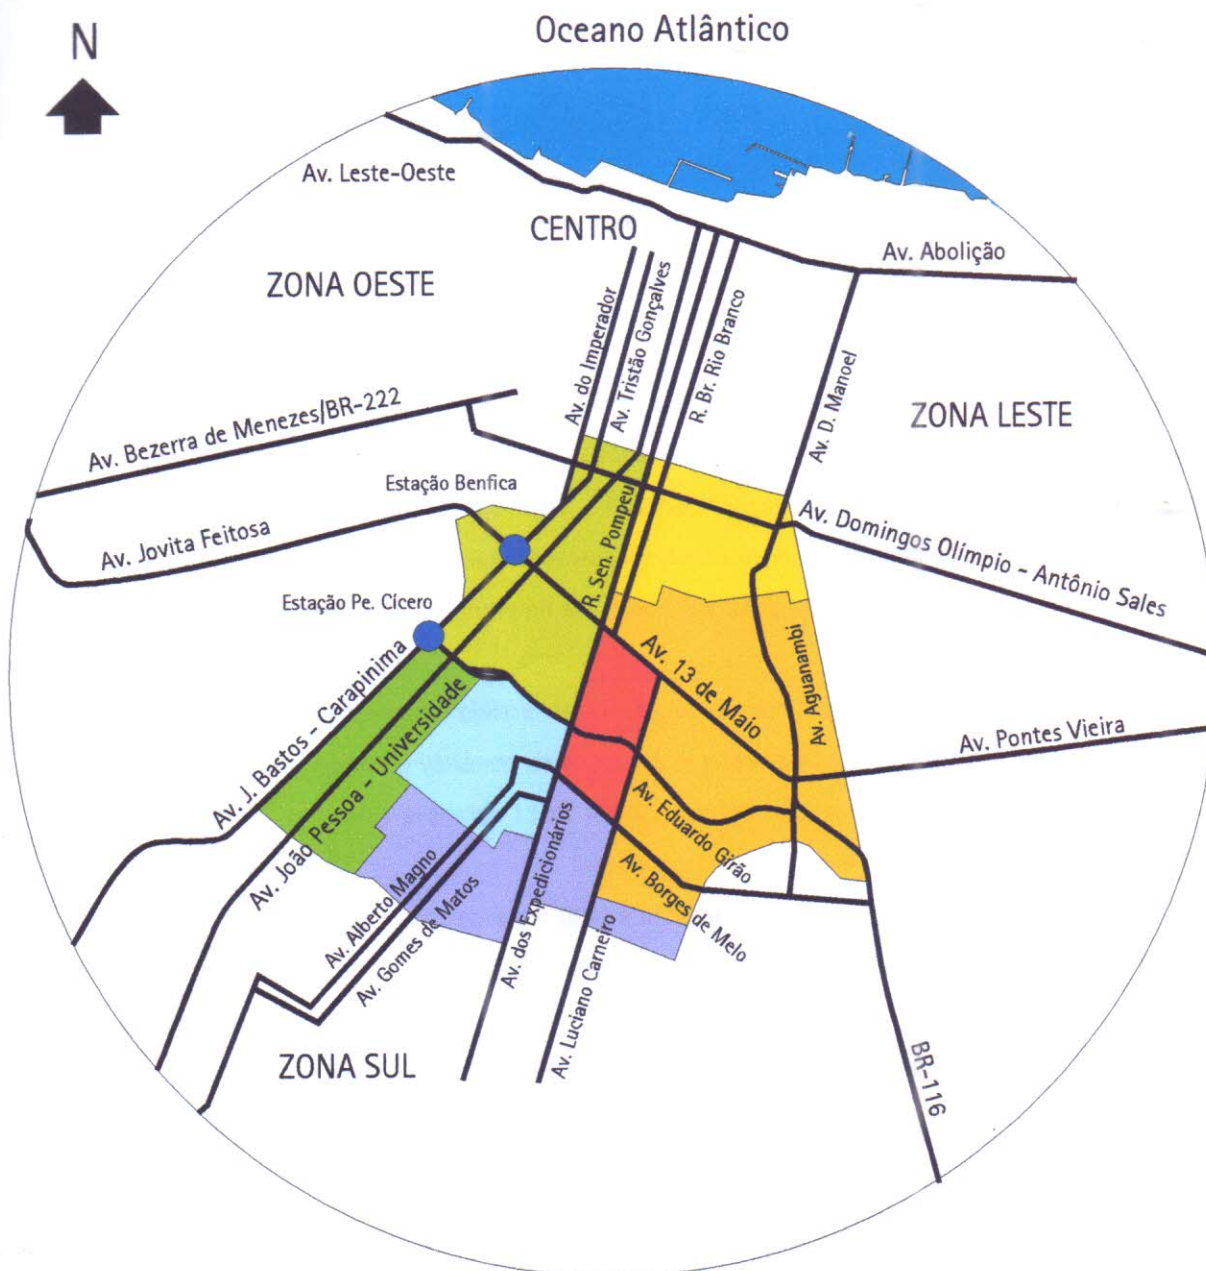 Oceano Atlântico
N
Av. Leste-Oeste
CENTRO
Av. Abolição
ZONA OESTE
Av. do Imperador
Av. Tristão Gonçalves
R. Br. Rio Branco
Av. D. Manoel
ZONA LESTE
Av. Bezerra de Menezes/BR-222
Estação Benfica
Av. Jovita Feitosa
R. Sen. Pompeu
Av. Domingos Olímpio - Antônio Sales
Estação Pe. Cícero
Av. J. Bastos - Carapinima
Av. João Pessoa - Universidade
Av. 13 de Maio
Av. Aguanambi
Av. Pontes Vieira
Av. Eduardo Girão
Av. Borges de Melo
Av. Alberto Magno
Av. Gomes de Matos
Av. dos Expedicionários
Av. Luciano Carneiro
ZONA SUL
BR-116